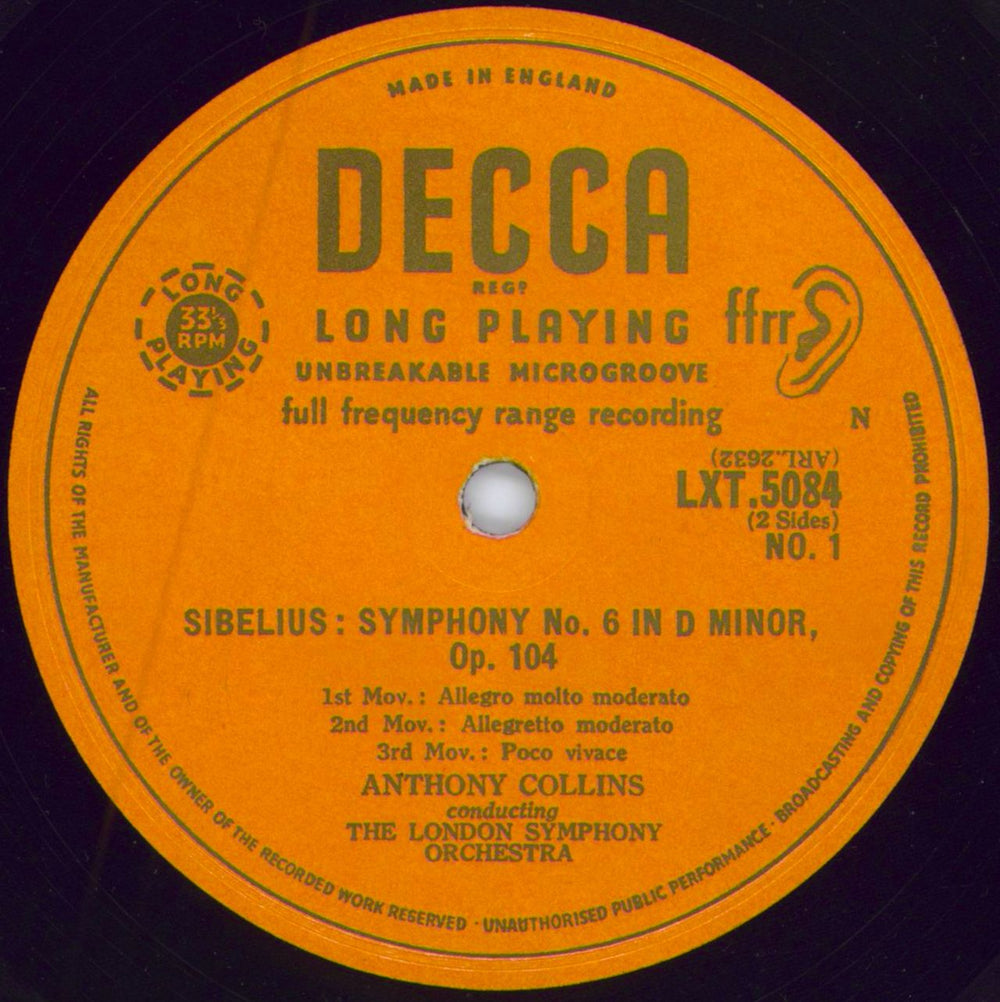 MADE IN ENGLAND
DECCA
REGD
LONG PLAYING
UNBREAKABLE MICROGROOVE
full frequency range recording
LONG
33⅓
RPM
PLAYING
ffrr
N
(ARL.2632)
LXT.5084
(2 Sides)
NO. 1
SIBELIUS : SYMPHONY No. 6 IN D MINOR,
Op. 104
1st Mov. : Allegro molto moderato
2nd Mov. : Allegretto moderato
3rd Mov. : Poco vivace
ANTHONY COLLINS
conducting
THE LONDON SYMPHONY
ORCHESTRA
ALL RIGHTS OF THE MANUFACTURER AND OF THE OWNER OF THE RECORDED WORK RESERVED · UNAUTHORISED PUBLIC PERFORMANCE · BROADCASTING AND COPYING OF THIS RECORD PROHIBITED